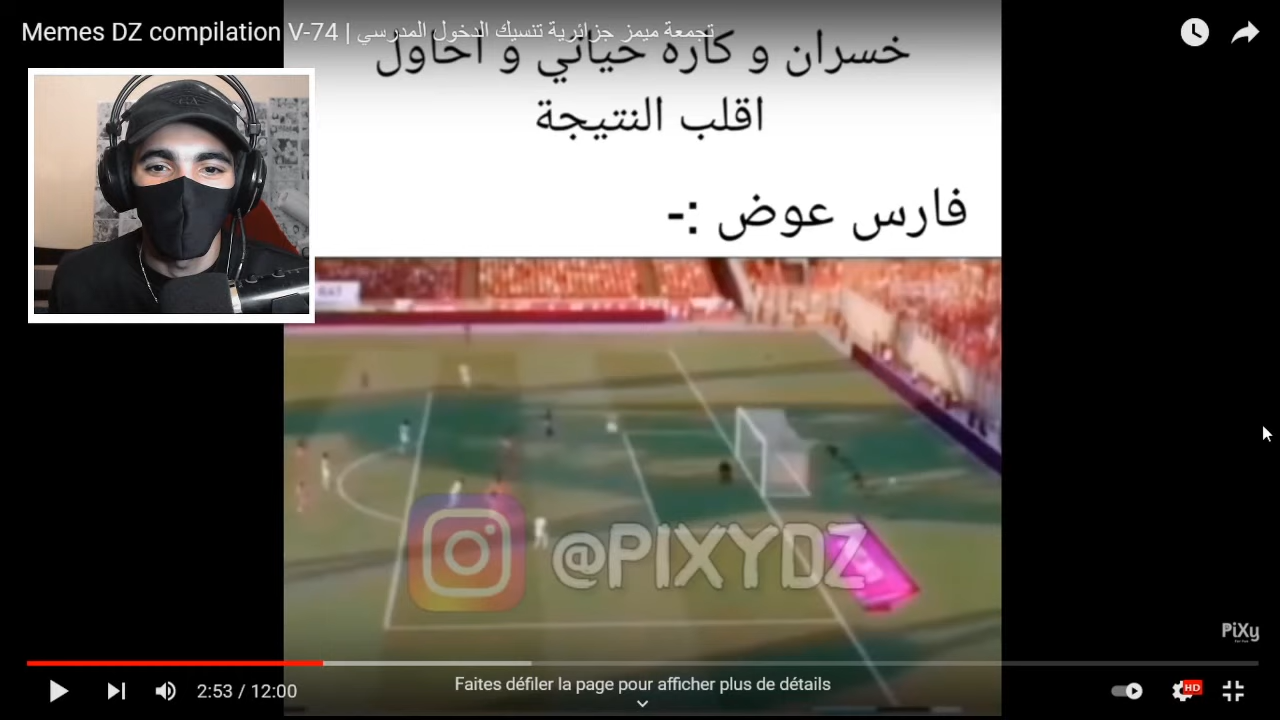 Memes DZ compilation V-74 | تجمعة ميمز جزائرية تنسيك الدخول المدرسي
خسران و كاره حياتي و احاول
اقلب النتيجة
فارس عوض :-
@PIXYDZ
PiXy
2:53 / 12:00
Faites défiler la page pour afficher plus de détails
HD